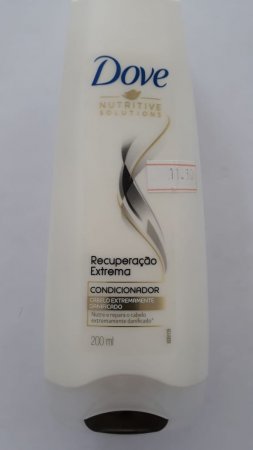 Dove
NUTRITIVE
SOLUTIONS
Recuperação
Extrema
CONDICIONADOR
CABELO EXTREMAMENTE
DANIFICADO
Nutre e repara o cabelo
extremamente danificado*
200 ml